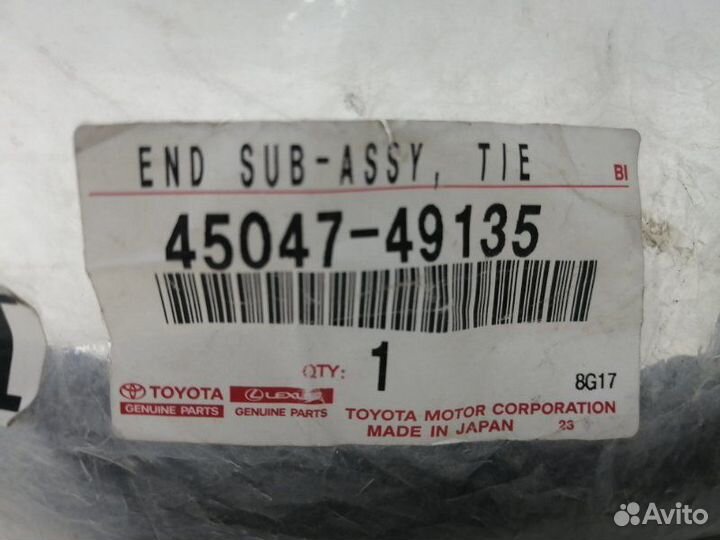 END SUB-ASSY, TIE
BI
45047-49135
QTY: 1
8G17
TOYOTA
GENUINE PARTS
LEXUS
GENUINE PARTS
TOYOTA MOTOR CORPORATION
MADE IN JAPAN 23
Avito